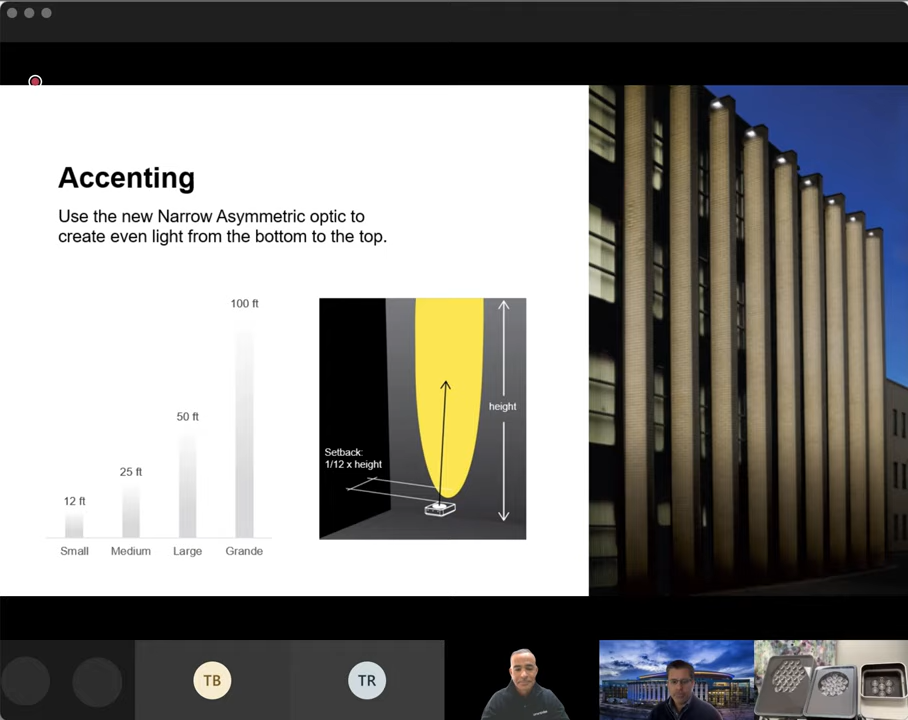 Accenting
Use the new Narrow Asymmetric optic to
create even light from the bottom to the top.
100 ft
50 ft
25 ft
12 ft
Small
Medium
Large
Grande
height
Setback:
1/12 x height
TB
TR